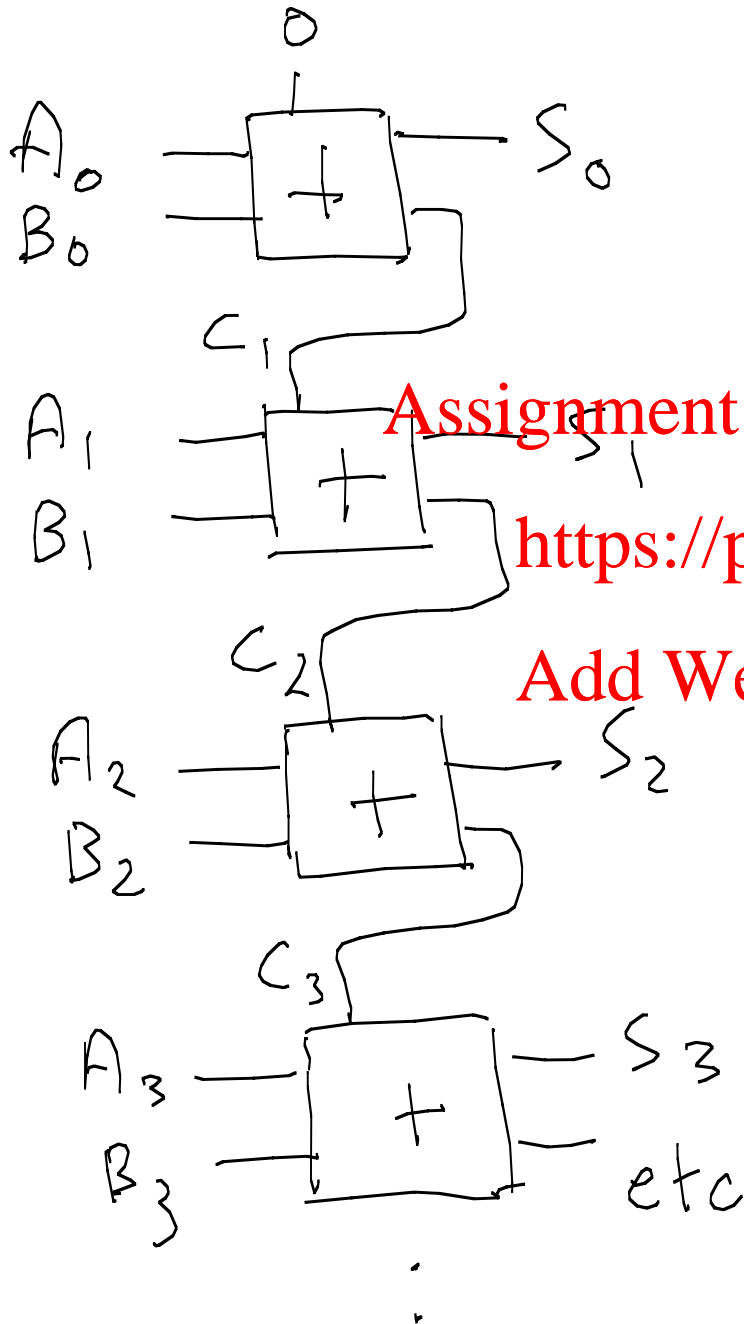 0
A0 + S0
B0
C1
A1 + S1
Assignment
B1
https://p
C2
Add We
A2 + S2
B2
C3
A3 + S3
B3 etc